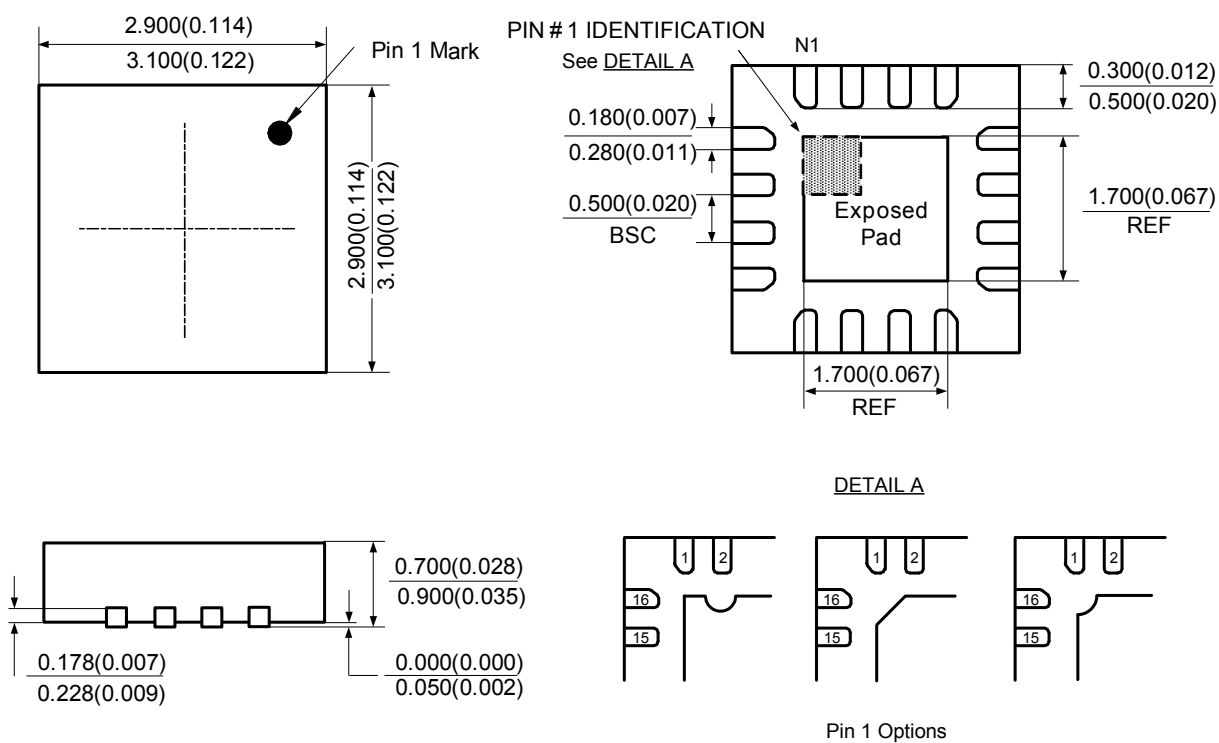 2.900(0.114)
3.100(0.122)
Pin 1 Mark
2.900(0.114)
3.100(0.122)
PIN # 1 IDENTIFICATION
See DETAIL A
N1
0.300(0.012)
0.500(0.020)
0.180(0.007)
0.280(0.011)
0.500(0.020)
BSC
Exposed
Pad
1.700(0.067)
REF
1.700(0.067)
REF
0.700(0.028)
0.900(0.035)
0.178(0.007)
0.228(0.009)
0.000(0.000)
0.050(0.002)
DETAIL A
1 2
16
15
1 2
16
15
1 2
16
15
Pin 1 Options